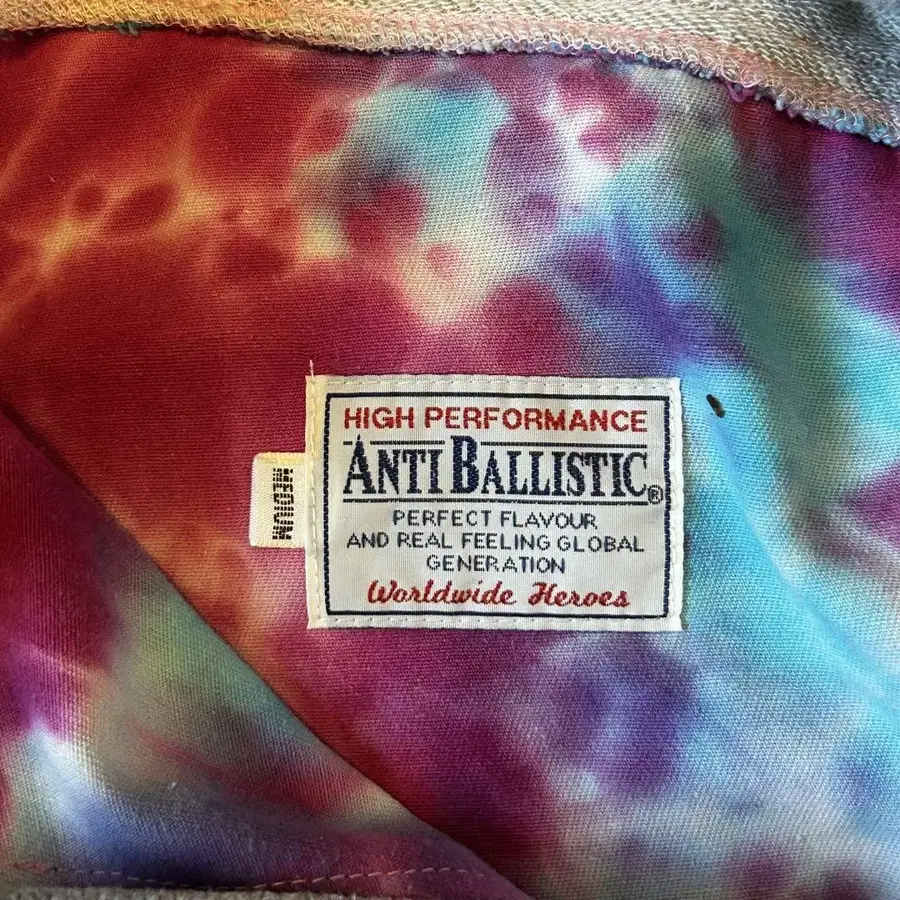 HIGH PERFORMANCE
ANTI BALLISTIC®
PERFECT FLAVOUR
AND REAL FEELING GLOBAL
GENERATION
Worldwide Heroes
MEDIUM